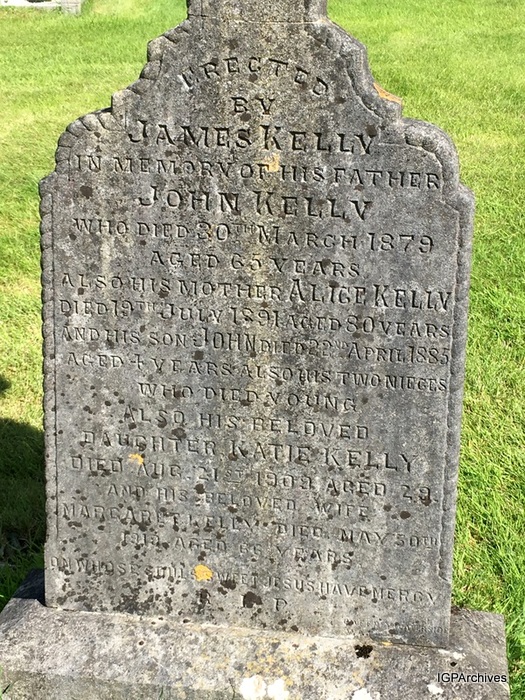 ERECTED
BY
JAMES KELLY
IN MEMORY OF HIS FATHER
JOHN KELLY
WHO DIED 30TH MARCH 1879
AGED 65 YEARS
ALSO HIS MOTHER ALICE KELLY
DIED 19TH JULY 1891 AGED 80 YEARS
AND HIS SON JOHN DIED 22ND APRIL 1885
AGED 4 YEARS ALSO HIS TWO NIECES
WHO DIED YOUNG
ALSO HIS BELOVED
DAUGHTER KATIE KELLY
DIED AUG. 21ST 1909 AGED 29.
AND HIS BELOVED WIFE
MARGARET KELLY DIED MAY 30TH
AGED 65 YEARS
ON WHOSE SOULS SWEET JESUS HAVE MERCY
R I P
IGPArchives